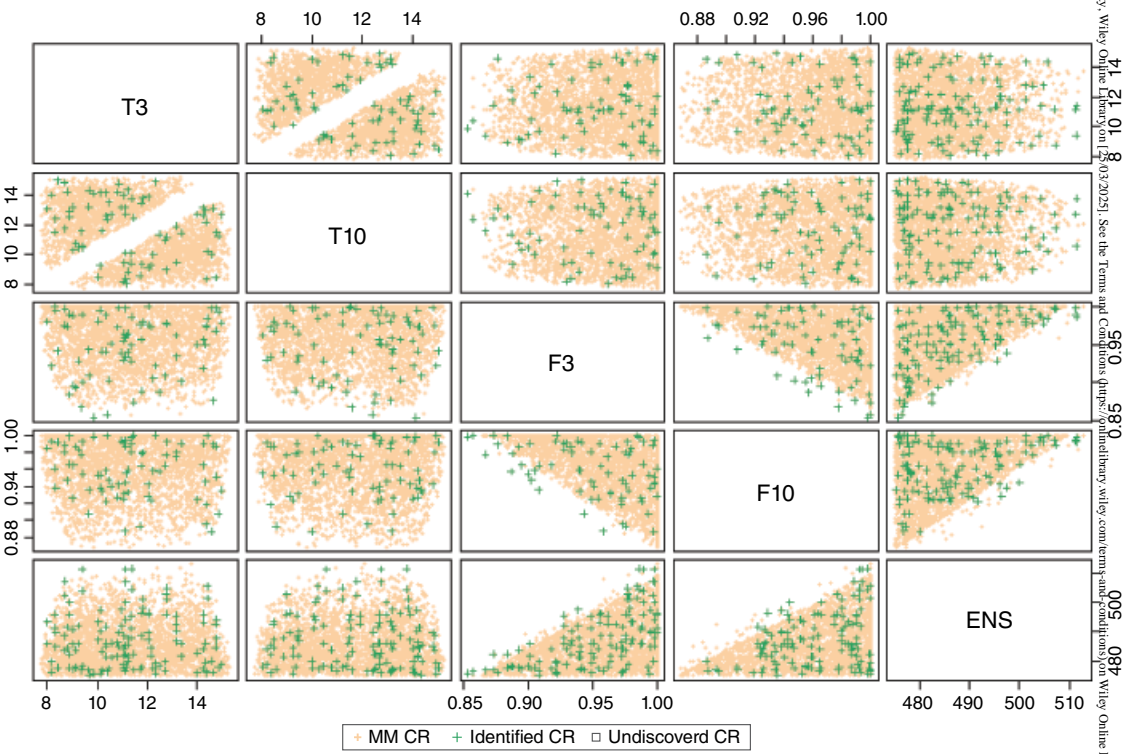 8 10 12 14 0.88 0.92 0.96 1.00
T3
8 10 12 14
8 10 12 14
T10
F3
0.85 0.95
0.88 0.94 1.00
F10
ENS
480 500
8 10 12 14 8 10 12 14 0.85 0.90 0.95 1.00 480 490 500 510
MM CR Identified CR Undiscoverd CR
, Wiley Online Library on [25/03/2025]. See the Terms and Conditions (https://onlinelibrary.wiley.com/terms-and-conditions) on Wiley Online